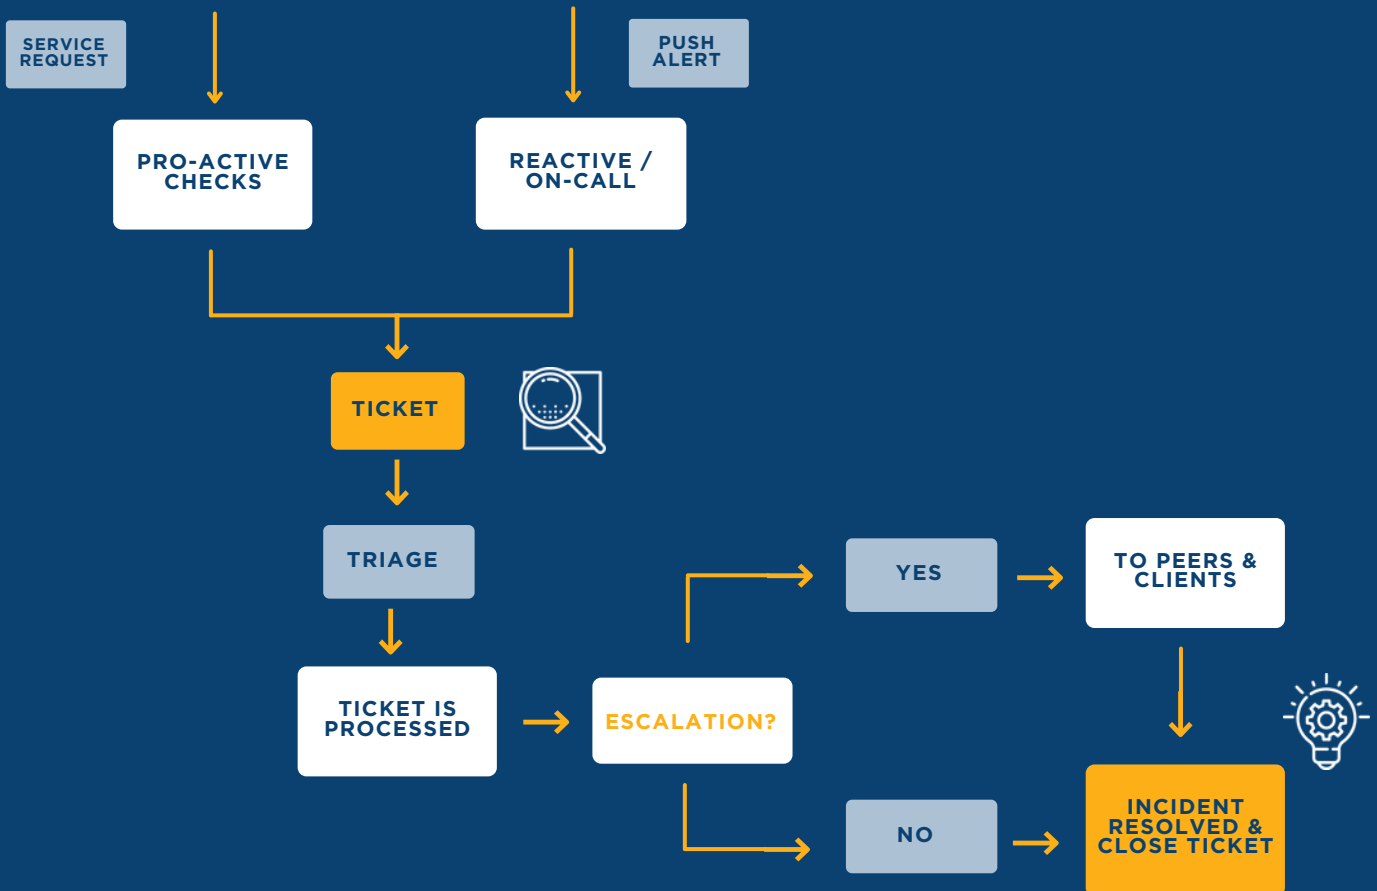 SERVICE
REQUEST
PUSH
ALERT
PRO-ACTIVE
CHECKS
REACTIVE /
ON-CALL
TICKET
TRIAGE
YES
TO PEERS &
CLIENTS
TICKET IS
PROCESSED
ESCALATION?
NO
INCIDENT
RESOLVED &
CLOSE TICKET